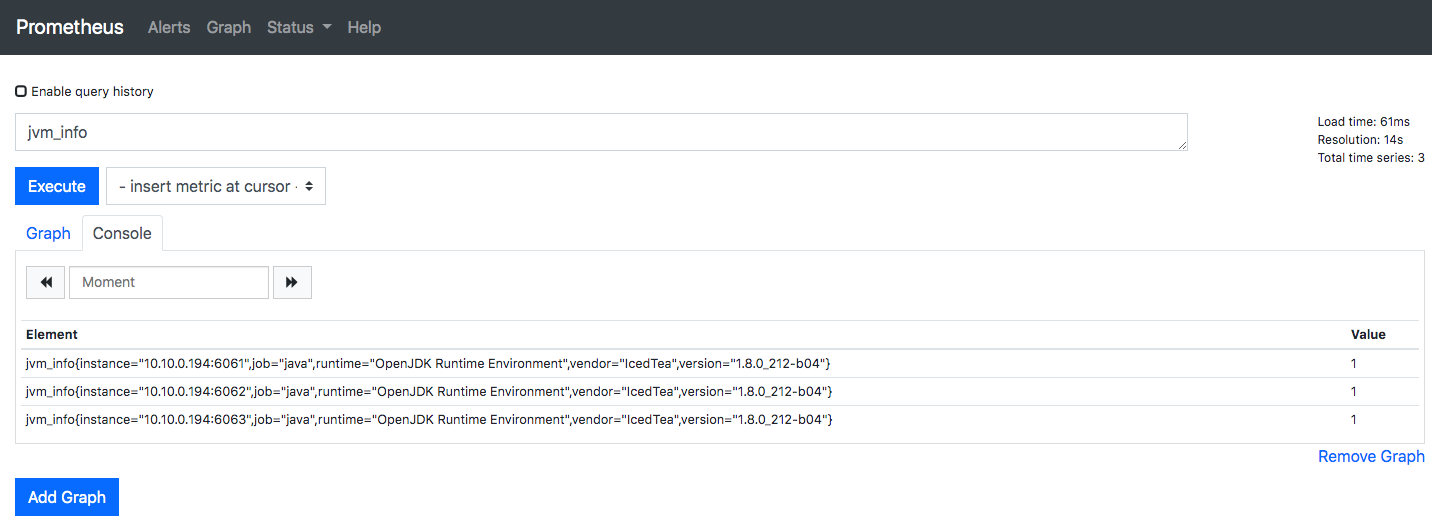 Prometheus Alerts Graph Status Help
Enable query history
jvm_info
Load time: 61ms
Resolution: 14s
Total time series: 3
Execute - insert metric at cursor -
Graph Console
Moment
Element Value
jvm_info{instance="10.10.0.194:6061",job="java",runtime="OpenJDK Runtime Environment",vendor="IcedTea",version="1.8.0_212-b04"} 1
jvm_info{instance="10.10.0.194:6062",job="java",runtime="OpenJDK Runtime Environment",vendor="IcedTea",version="1.8.0_212-b04"} 1
jvm_info{instance="10.10.0.194:6063",job="java",runtime="OpenJDK Runtime Environment",vendor="IcedTea",version="1.8.0_212-b04"} 1
Remove Graph
Add Graph